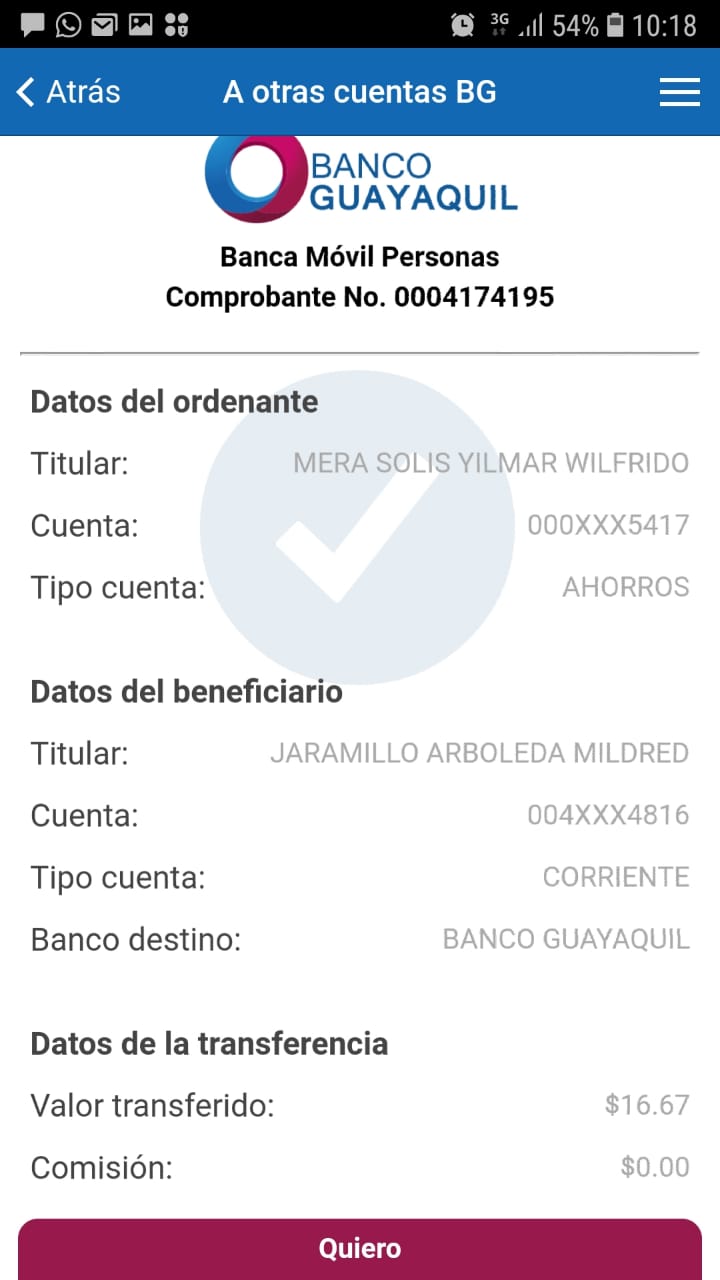 3G 54% 10:18
Atrás A otras cuentas BG
BANCO
GUAYAQUIL
Banca Móvil Personas
Comprobante No. 0004174195
Datos del ordenante
Titular: MERA SOLIS YILMAR WILFRIDO
Cuenta: 000XXX5417
Tipo cuenta: AHORROS
Datos del beneficiario
Titular: JARAMILLO ARBOLEDA MILDRED
Cuenta: 004XXX4816
Tipo cuenta: CORRIENTE
Banco destino: BANCO GUAYAQUIL
Datos de la transferencia
Valor transferido: $16.67
Comisión: $0.00
Quiero